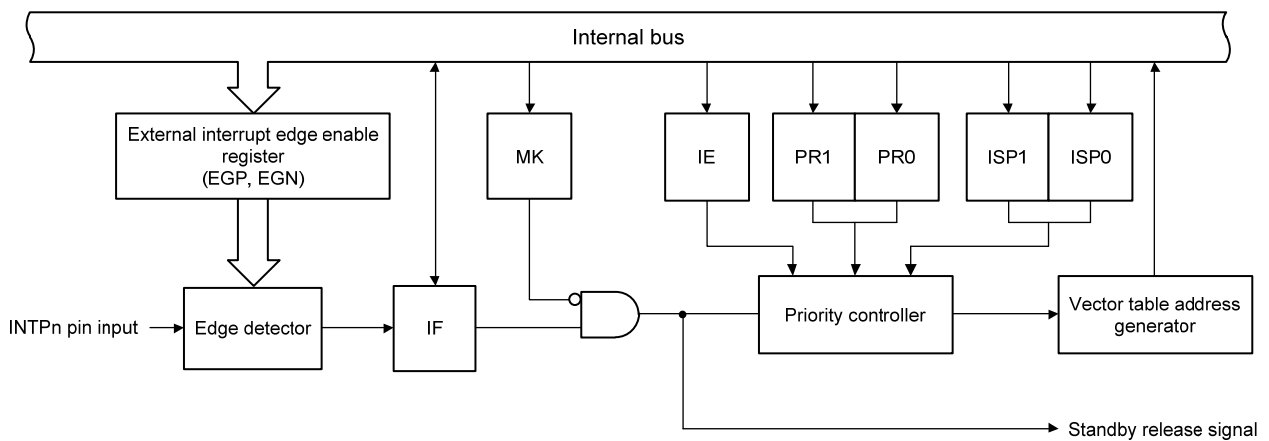 Internal bus
External interrupt edge enable
register
(EGP, EGN)
MK
IE
PR1
PR0
ISP1
ISP0
INTPn pin input
Edge detector
IF
Priority controller
Vector table address
generator
Standby release signal